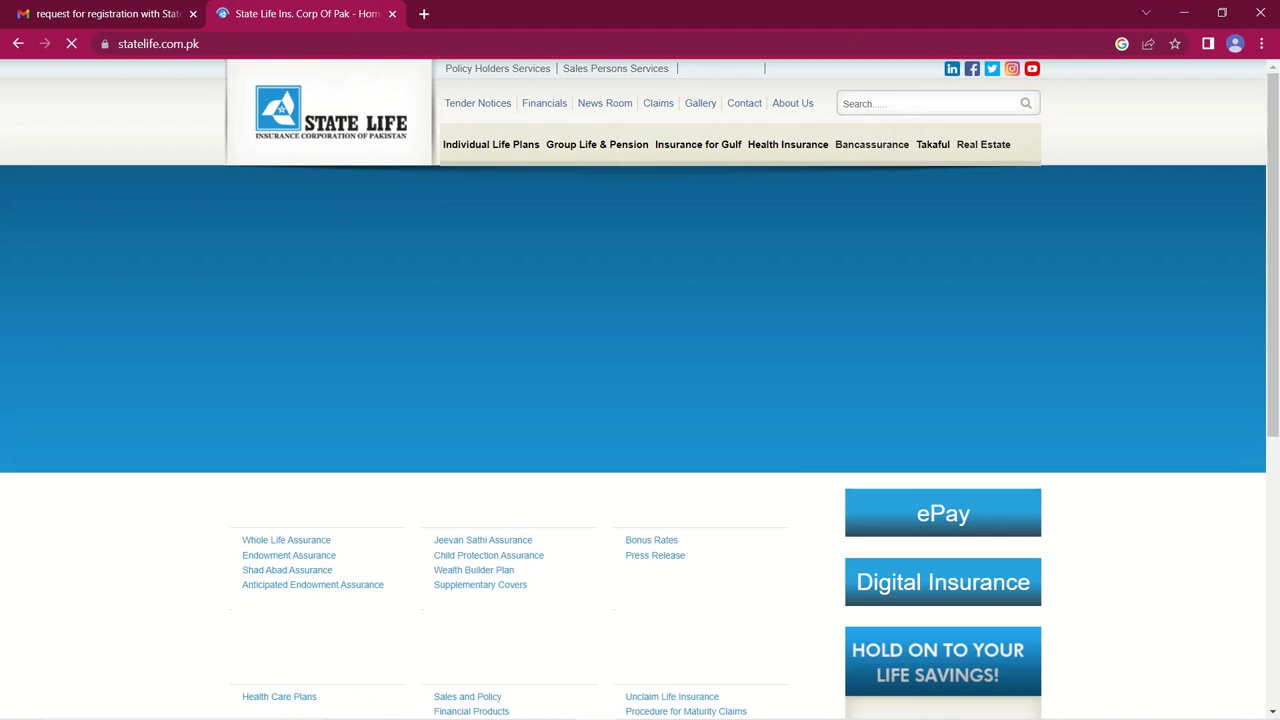 request for registration with State
State Life Ins. Corp Of Pak - Hom
statelife.com.pk
Policy Holders Services | Sales Persons Services |
STATE LIFE
INSURANCE CORPORATION OF PAKISTAN
Tender Notices Financials News Room Claims Gallery Contact About Us
Search......
Individual Life Plans Group Life & Pension Insurance for Gulf Health Insurance Bancassurance Takaful Real Estate
ePay
Digital Insurance
HOLD ON TO YOUR
LIFE SAVINGS!
Whole Life Assurance
Endowment Assurance
Shad Abad Assurance
Anticipated Endowment Assurance
Jeevan Sathi Assurance
Child Protection Assurance
Wealth Builder Plan
Supplementary Covers
Bonus Rates
Press Release
Health Care Plans
Sales and Policy
Financial Products
Unclaim Life Insurance
Procedure for Maturity Claims